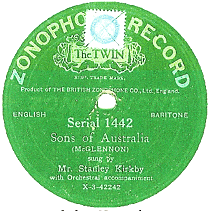 ZONOPHONE RECORD
The TWIN
REGD. TRADE MARK.
Product of THE BRITISH ZONOPHONE CO., Ltd., England.
ENGLISH BARITONE
Serial 1442
Sons of Australia
(McGLENNON)
sung by
Mr. Stanley Kirkby
with Orchestral accompaniment
X-3-42242